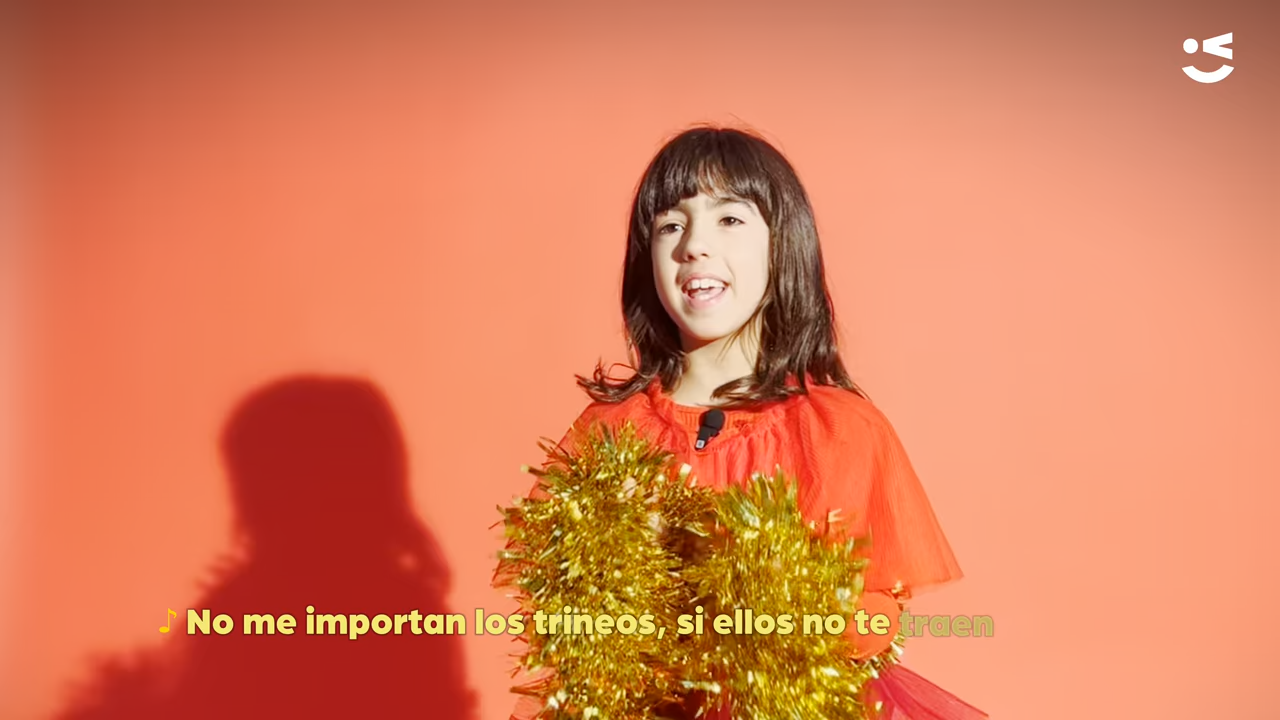 ♪ No me importan los trineos, si ellos no te traen